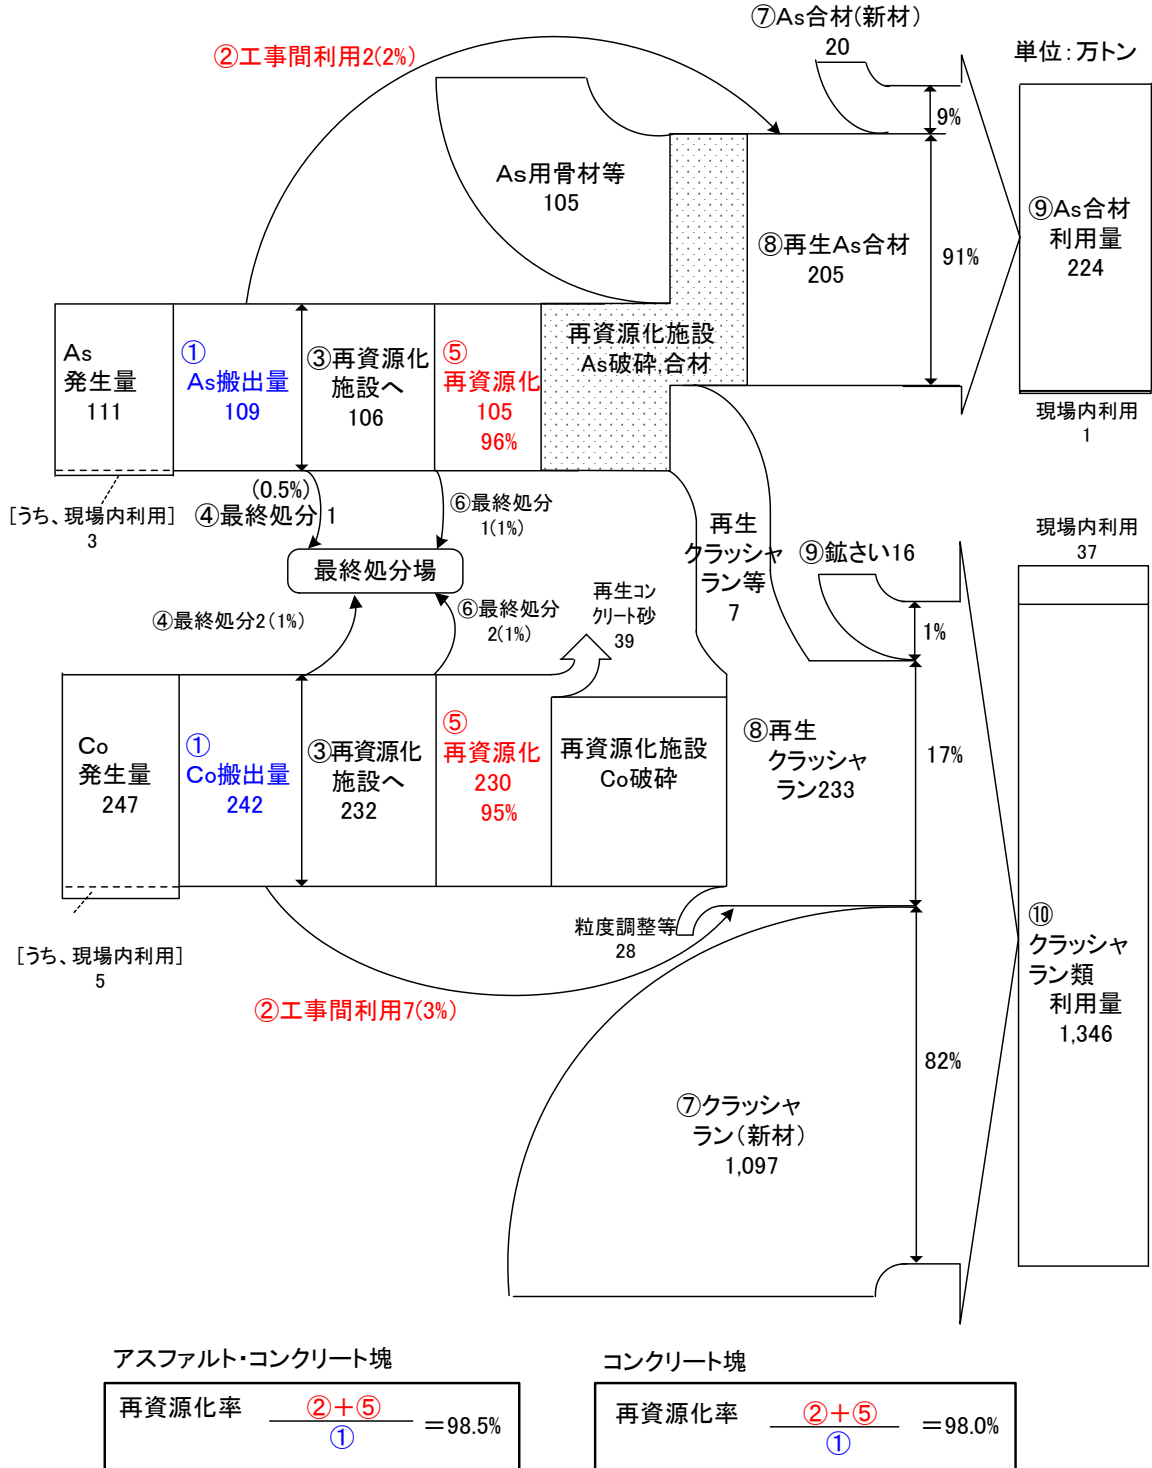 ⑦As合材(新材)
20
単位：万トン
②工事間利用2(2%)
9%
As用骨材等
105
⑧再生As合材
205
91%
⑨As合材
利用量
224
現場内利用
1
As
発生量
111
①
As搬出量
109
③再資源化
施設へ
106
⑤
再資源化
105
96%
再資源化施設
As破砕,合材
[うち、現場内利用]
3
(0.5%)
④最終処分 1
⑥最終処分
1(1%)
最終処分場
再生
クラッシャ
ラン等
7
⑨鉱さい16
1%
現場内利用
37
④最終処分2(1%)
⑥最終処分
2(1%)
再生コン
クリート砂
39
Co
発生量
247
①
Co搬出量
242
③再資源化
施設へ
232
⑤
再資源化
230
95%
再資源化施設
Co破砕
⑧再生
クラッシャ
ラン233
17%
[うち、現場内利用]
5
粒度調整等
28
②工事間利用7(3%)
⑩
クラッシャ
ラン類
利用量
1,346
82%
⑦クラッシャ
ラン(新材)
1,097
アスファルト・コンクリート塊
再資源化率 ②＋⑤ ＝98.5%
①
コンクリート塊
再資源化率 ②＋⑤ ＝98.0%
①